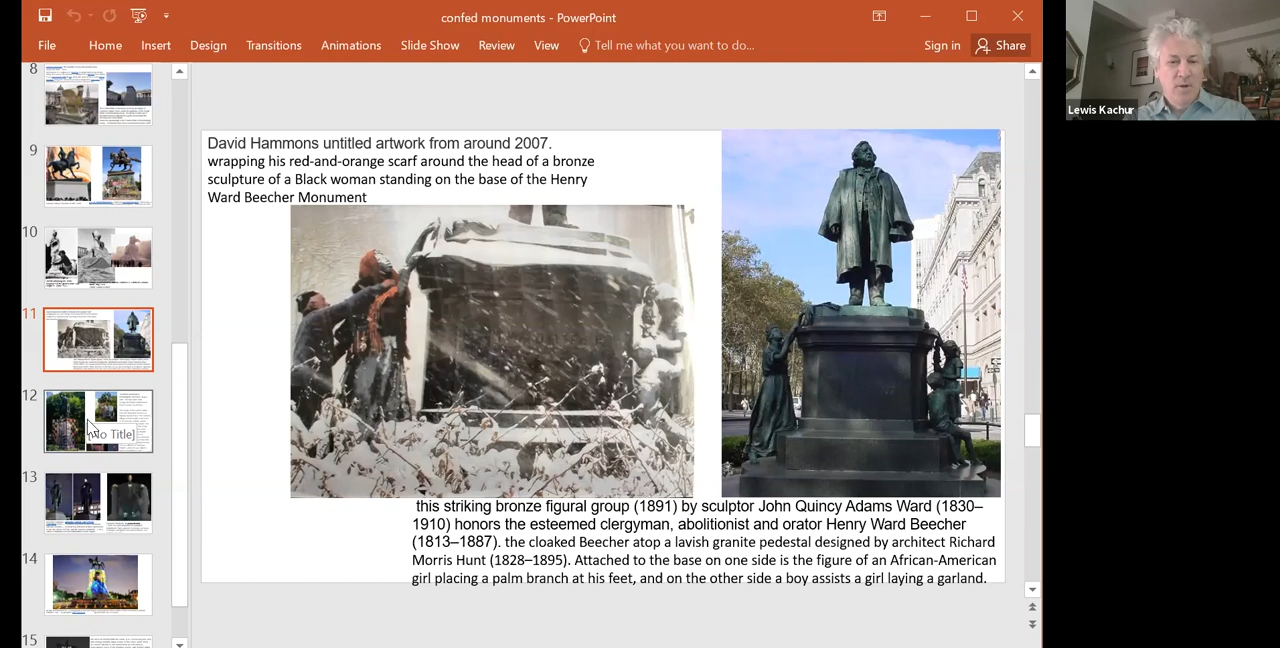 confed monuments - PowerPoint
File
Home
Insert
Design
Transitions
Animations
Slide Show
Review
View
Tell me what you want to do...
Sign in
Share
Lewis Kachur
8
9
10
11
12
13
14
15
No Title]
David Hammons untitled artwork from around 2007.
wrapping his red-and-orange scarf around the head of a bronze
sculpture of a Black woman standing on the base of the Henry
Ward Beecher Monument
this striking bronze figural group (1891) by sculptor John Quincy Adams Ward (1830–
1910) honors the esteemed clergyman, abolitionist Henry Ward Beecher
(1813–1887). the cloaked Beecher atop a lavish granite pedestal designed by architect Richard
Morris Hunt (1828–1895). Attached to the base on one side is the figure of an African-American
girl placing a palm branch at his feet, and on the other side a boy assists a girl laying a garland.